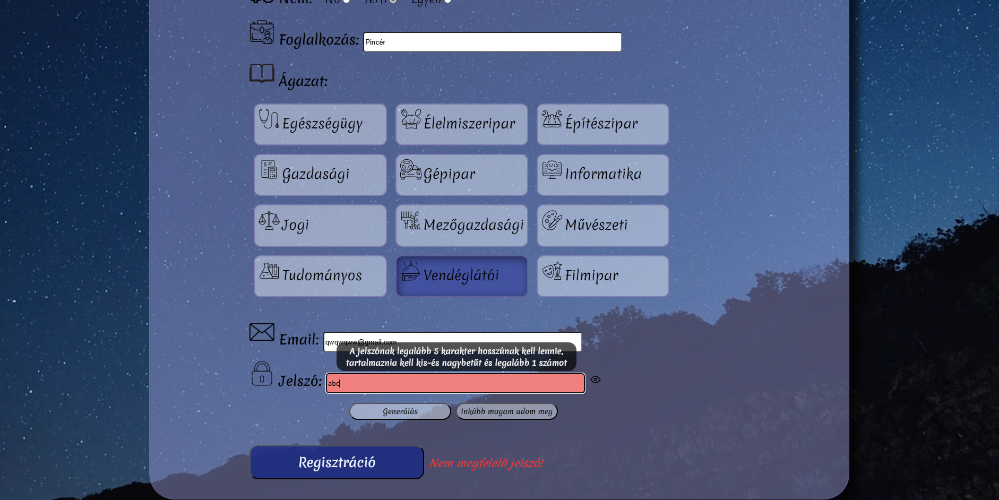 Nem: Nő Férfi Egyéb
Foglalkozás: Pincér
Ágazat:
Egészségügy Élelmiszeripar Építészipar
Gazdasági Gépipar Informatika
Jogi Mezőgazdasági Művészeti
Tudományos Vendéglátói Filmipar
Email: qwqwqww@gmail.com
A jelszónak legalább 5 karakter hosszúnak kell lennie,
tartalmaznia kell kis-és nagybetűt és legalább 1 számot
Jelszó: abc
Generálás Inkább magam adom meg
Regisztráció Nem megfelelő jelszó!